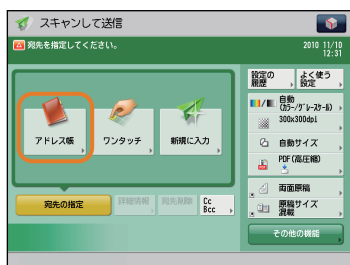 スキャンして送信
宛先を指定してください。
2010 11/10
12:31
設定の
履歴
よく使う
設定
アドレス帳
ワンタッチ
新規に入力
自動
(カラー/グレースケール)
300x300dpi
自動サイズ
PDF(高圧縮)
両面原稿
原稿サイズ
混載
宛先の指定
詳細情報
宛先削除
Cc
Bcc
その他の機能